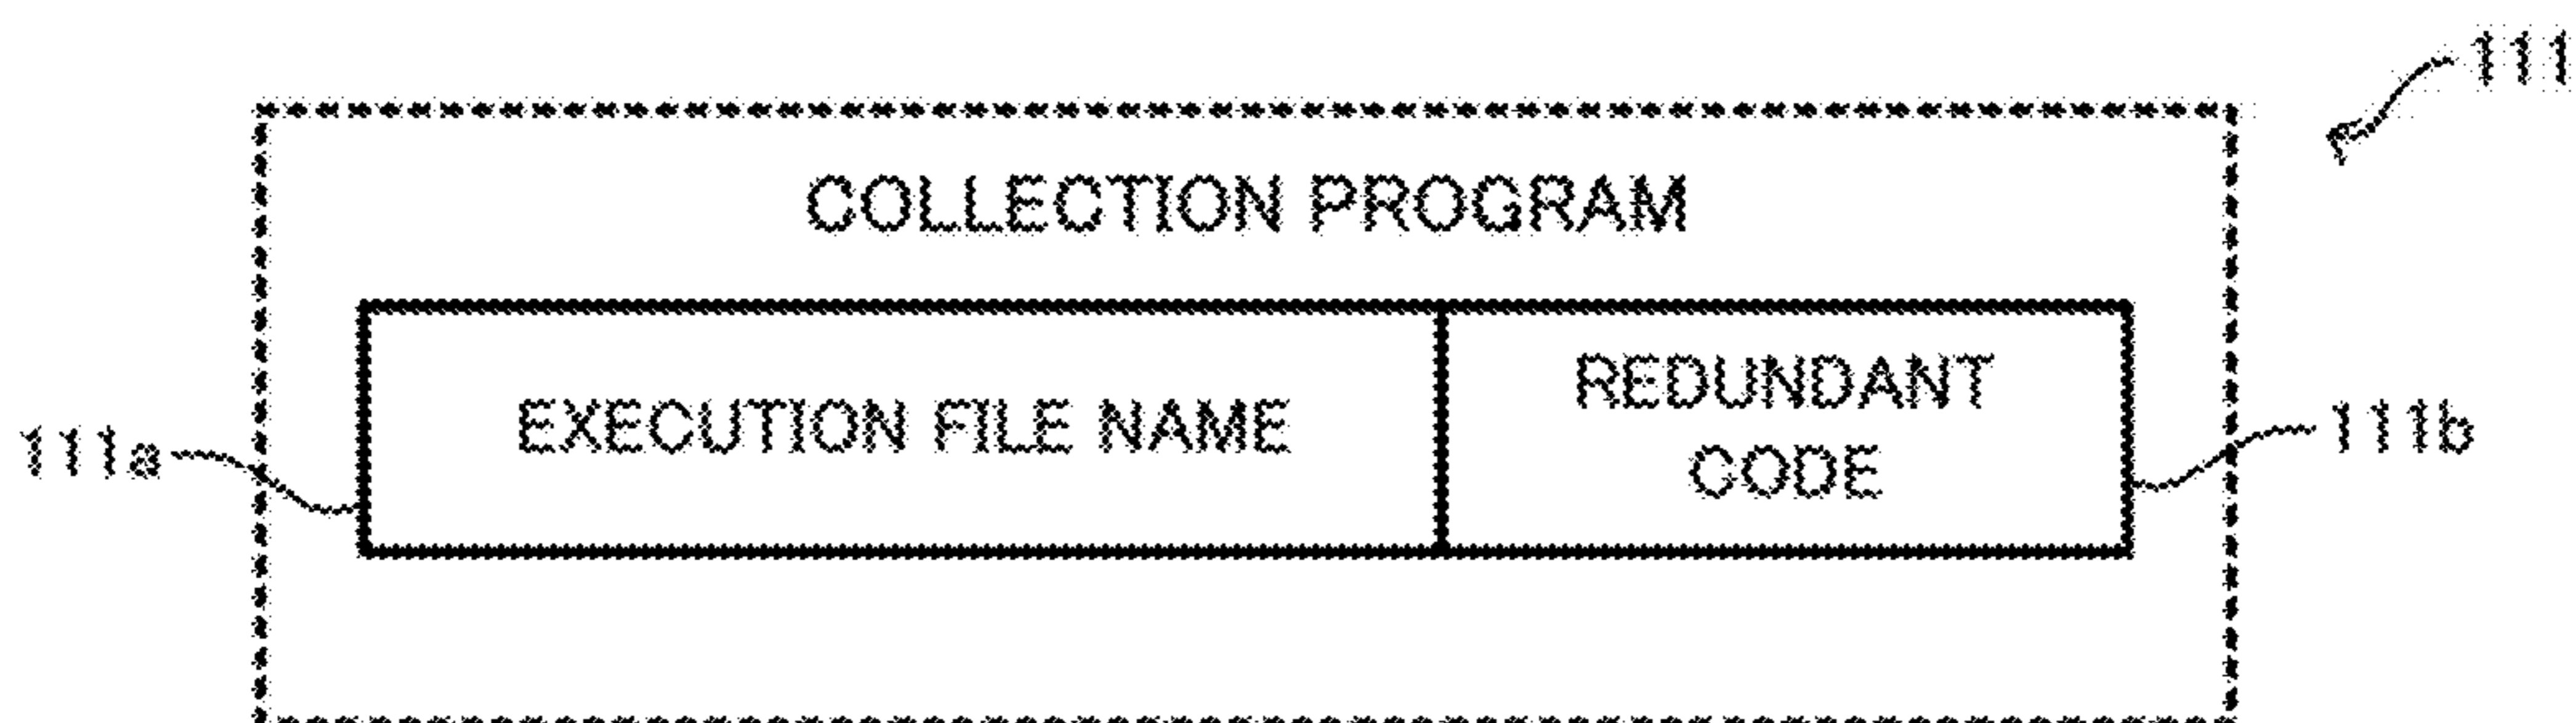 111
COLLECTION PROGRAM
EXECUTION FILE NAME
REDUNDANT
CODE
111a
111b